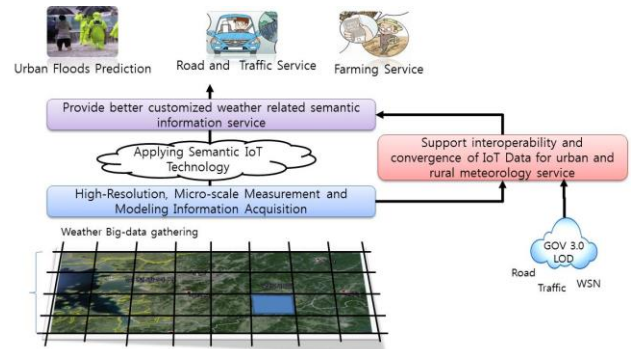 Urban Floods Prediction
Road and Traffic Service
Farming Service
Provide better customized weather related semantic
information service
Applying Semantic IoT
Technology
Support interoperability and
convergence of IoT Data for urban and
rural meteorology service
High-Resolution, Micro-scale Measurement and
Modeling Information Acquisition
Weather Big-data gathering
GOV 3.0
LOD
Road
Traffic
WSN